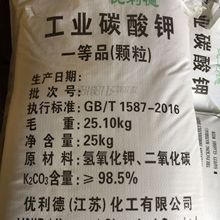 优利德
工业碳酸钾
一等品(颗粒)
生产日期:
批 次 号:
执行标准:GB/T 1587-2016
毛 重:25.10kg
净 含 量:25kg
原 材 料:氢氧化钾、二氧化碳
K₂CO₃含量:≥98.5%
优利德(江苏)化工有限公司